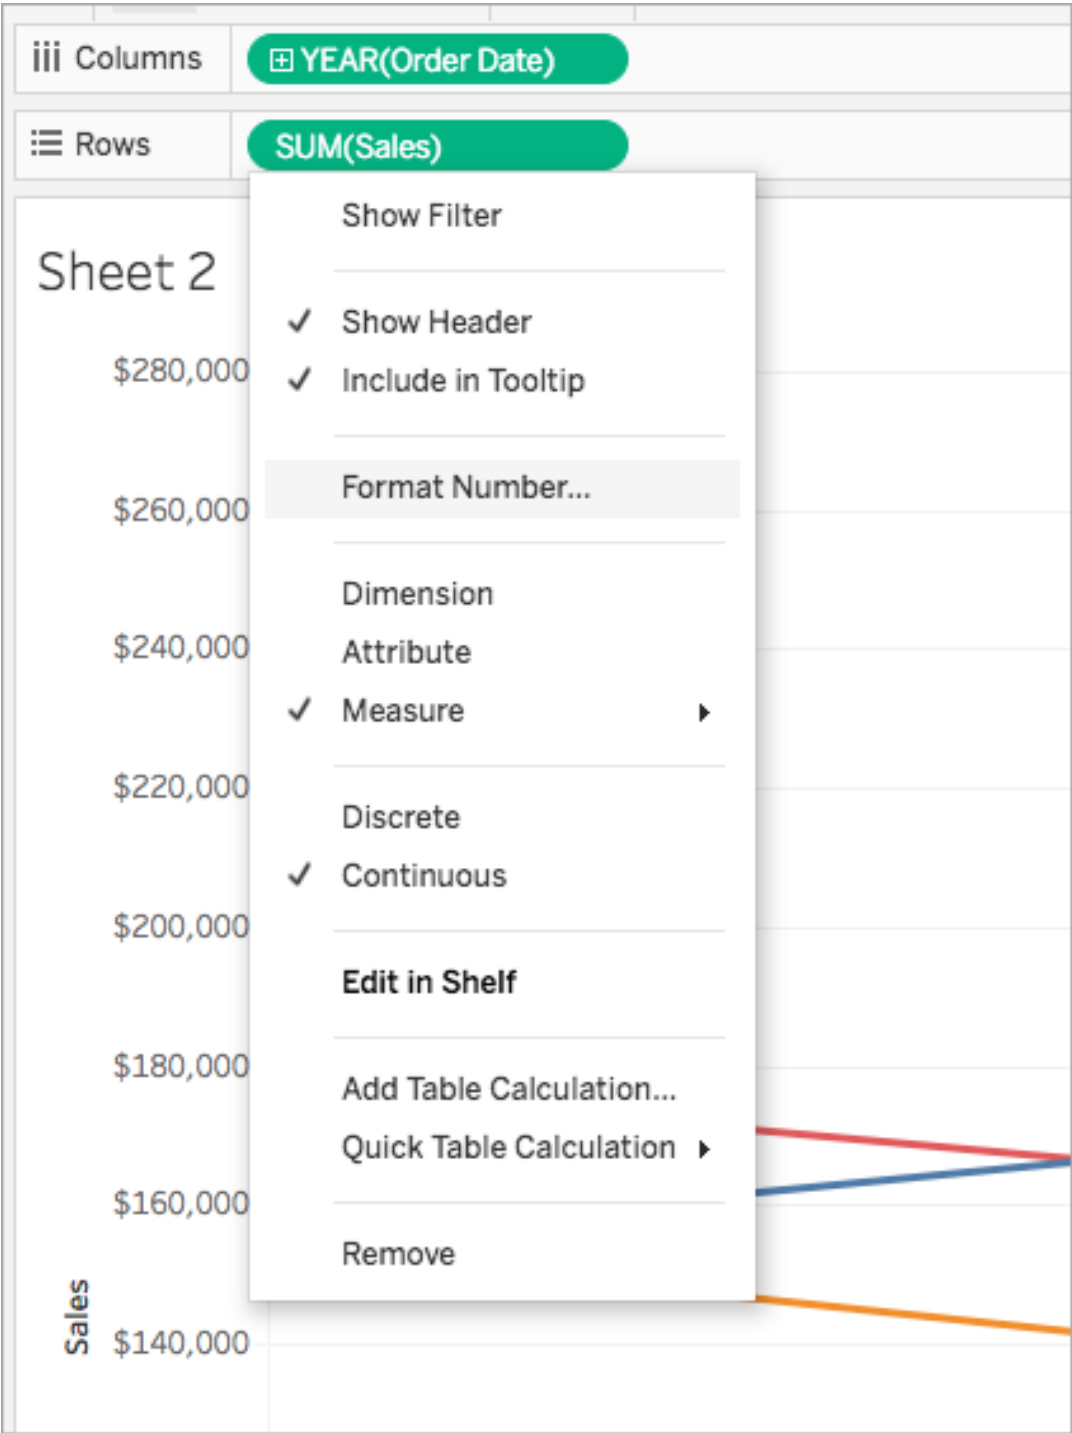 Columns
YEAR(Order Date)
Rows
SUM(Sales)
Show Filter
Sheet 2
Show Header
$280,000
Include in Tooltip
Format Number...
$260,000
Dimension
$240,000
Attribute
Measure
$220,000
Discrete
Continuous
$200,000
Edit in Shelf
$180,000
Add Table Calculation...
Quick Table Calculation
$160,000
Remove
Sales
$140,000